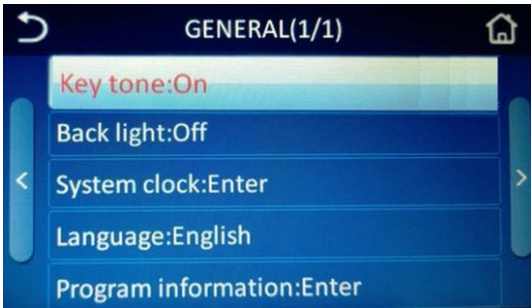 GENERAL(1/1)
Key tone:On
Back light:Off
System clock:Enter
Language:English
Program information:Enter